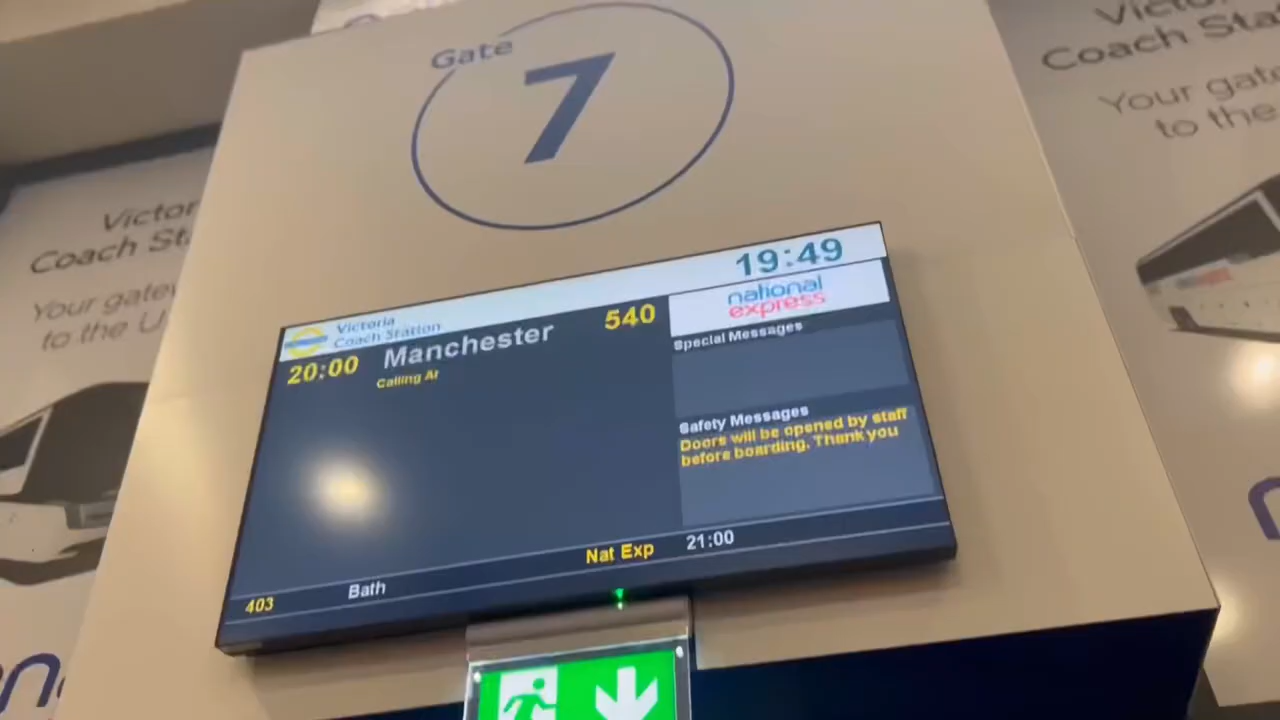 Gate
7
Victoria
Coach Station
19:49
20:00 Manchester 540
Calling At
national
express
Special Messages
Safety Messages
Doors will be opened by staff
before boarding. Thank you
403 Bath Nat Exp 21:00
Victor
Coach St
Your gate
to the U
Victo
Coach Sta
Your gat
to the